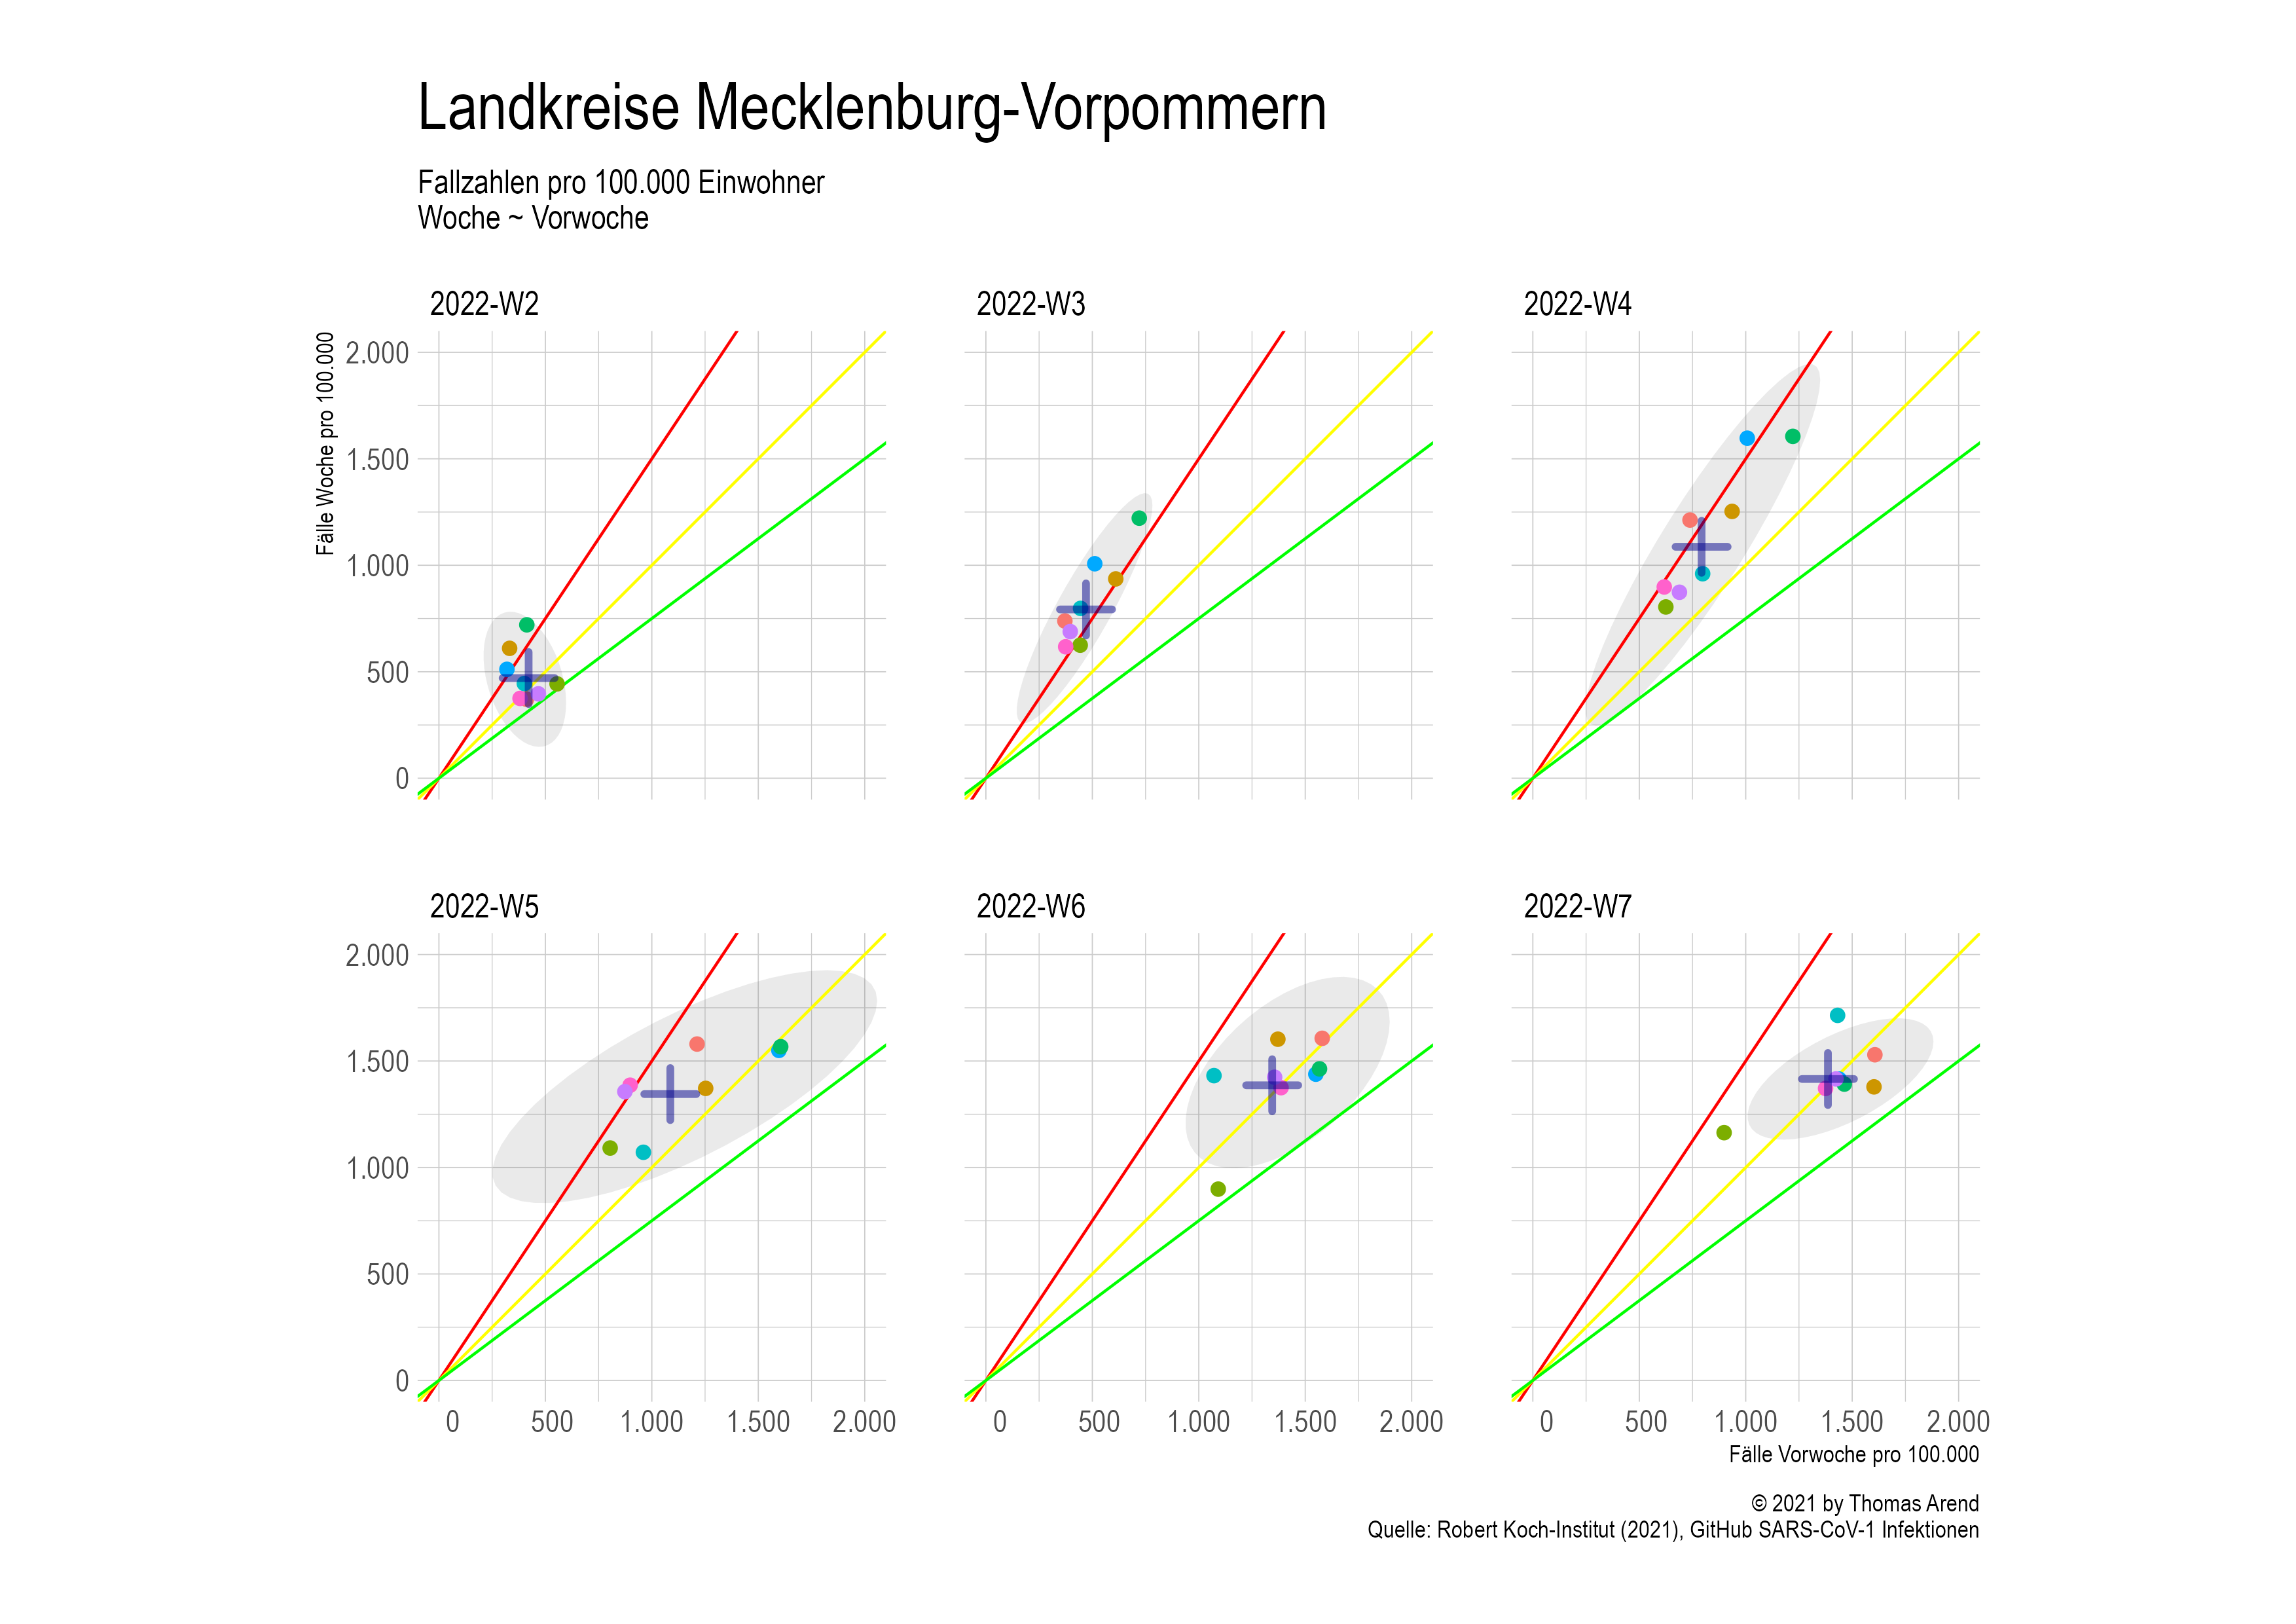 Landkreise Mecklenburg-Vorpommern
Fallzahlen pro 100.000 Einwohner
Woche ~ Vorwoche
2022-W2
2022-W3
2022-W4
Fälle Woche pro 100.000
2.000
1.500
1.000
500
0
2022-W5
2022-W6
2022-W7
2.000
1.500
1.000
500
0
0 500 1.000 1.500 2.000
0 500 1.000 1.500 2.000
0 500 1.000 1.500 2.000
Fälle Vorwoche pro 100.000
© 2021 by Thomas Arend
Quelle: Robert Koch-Institut (2021), GitHub SARS-CoV-1 Infektionen